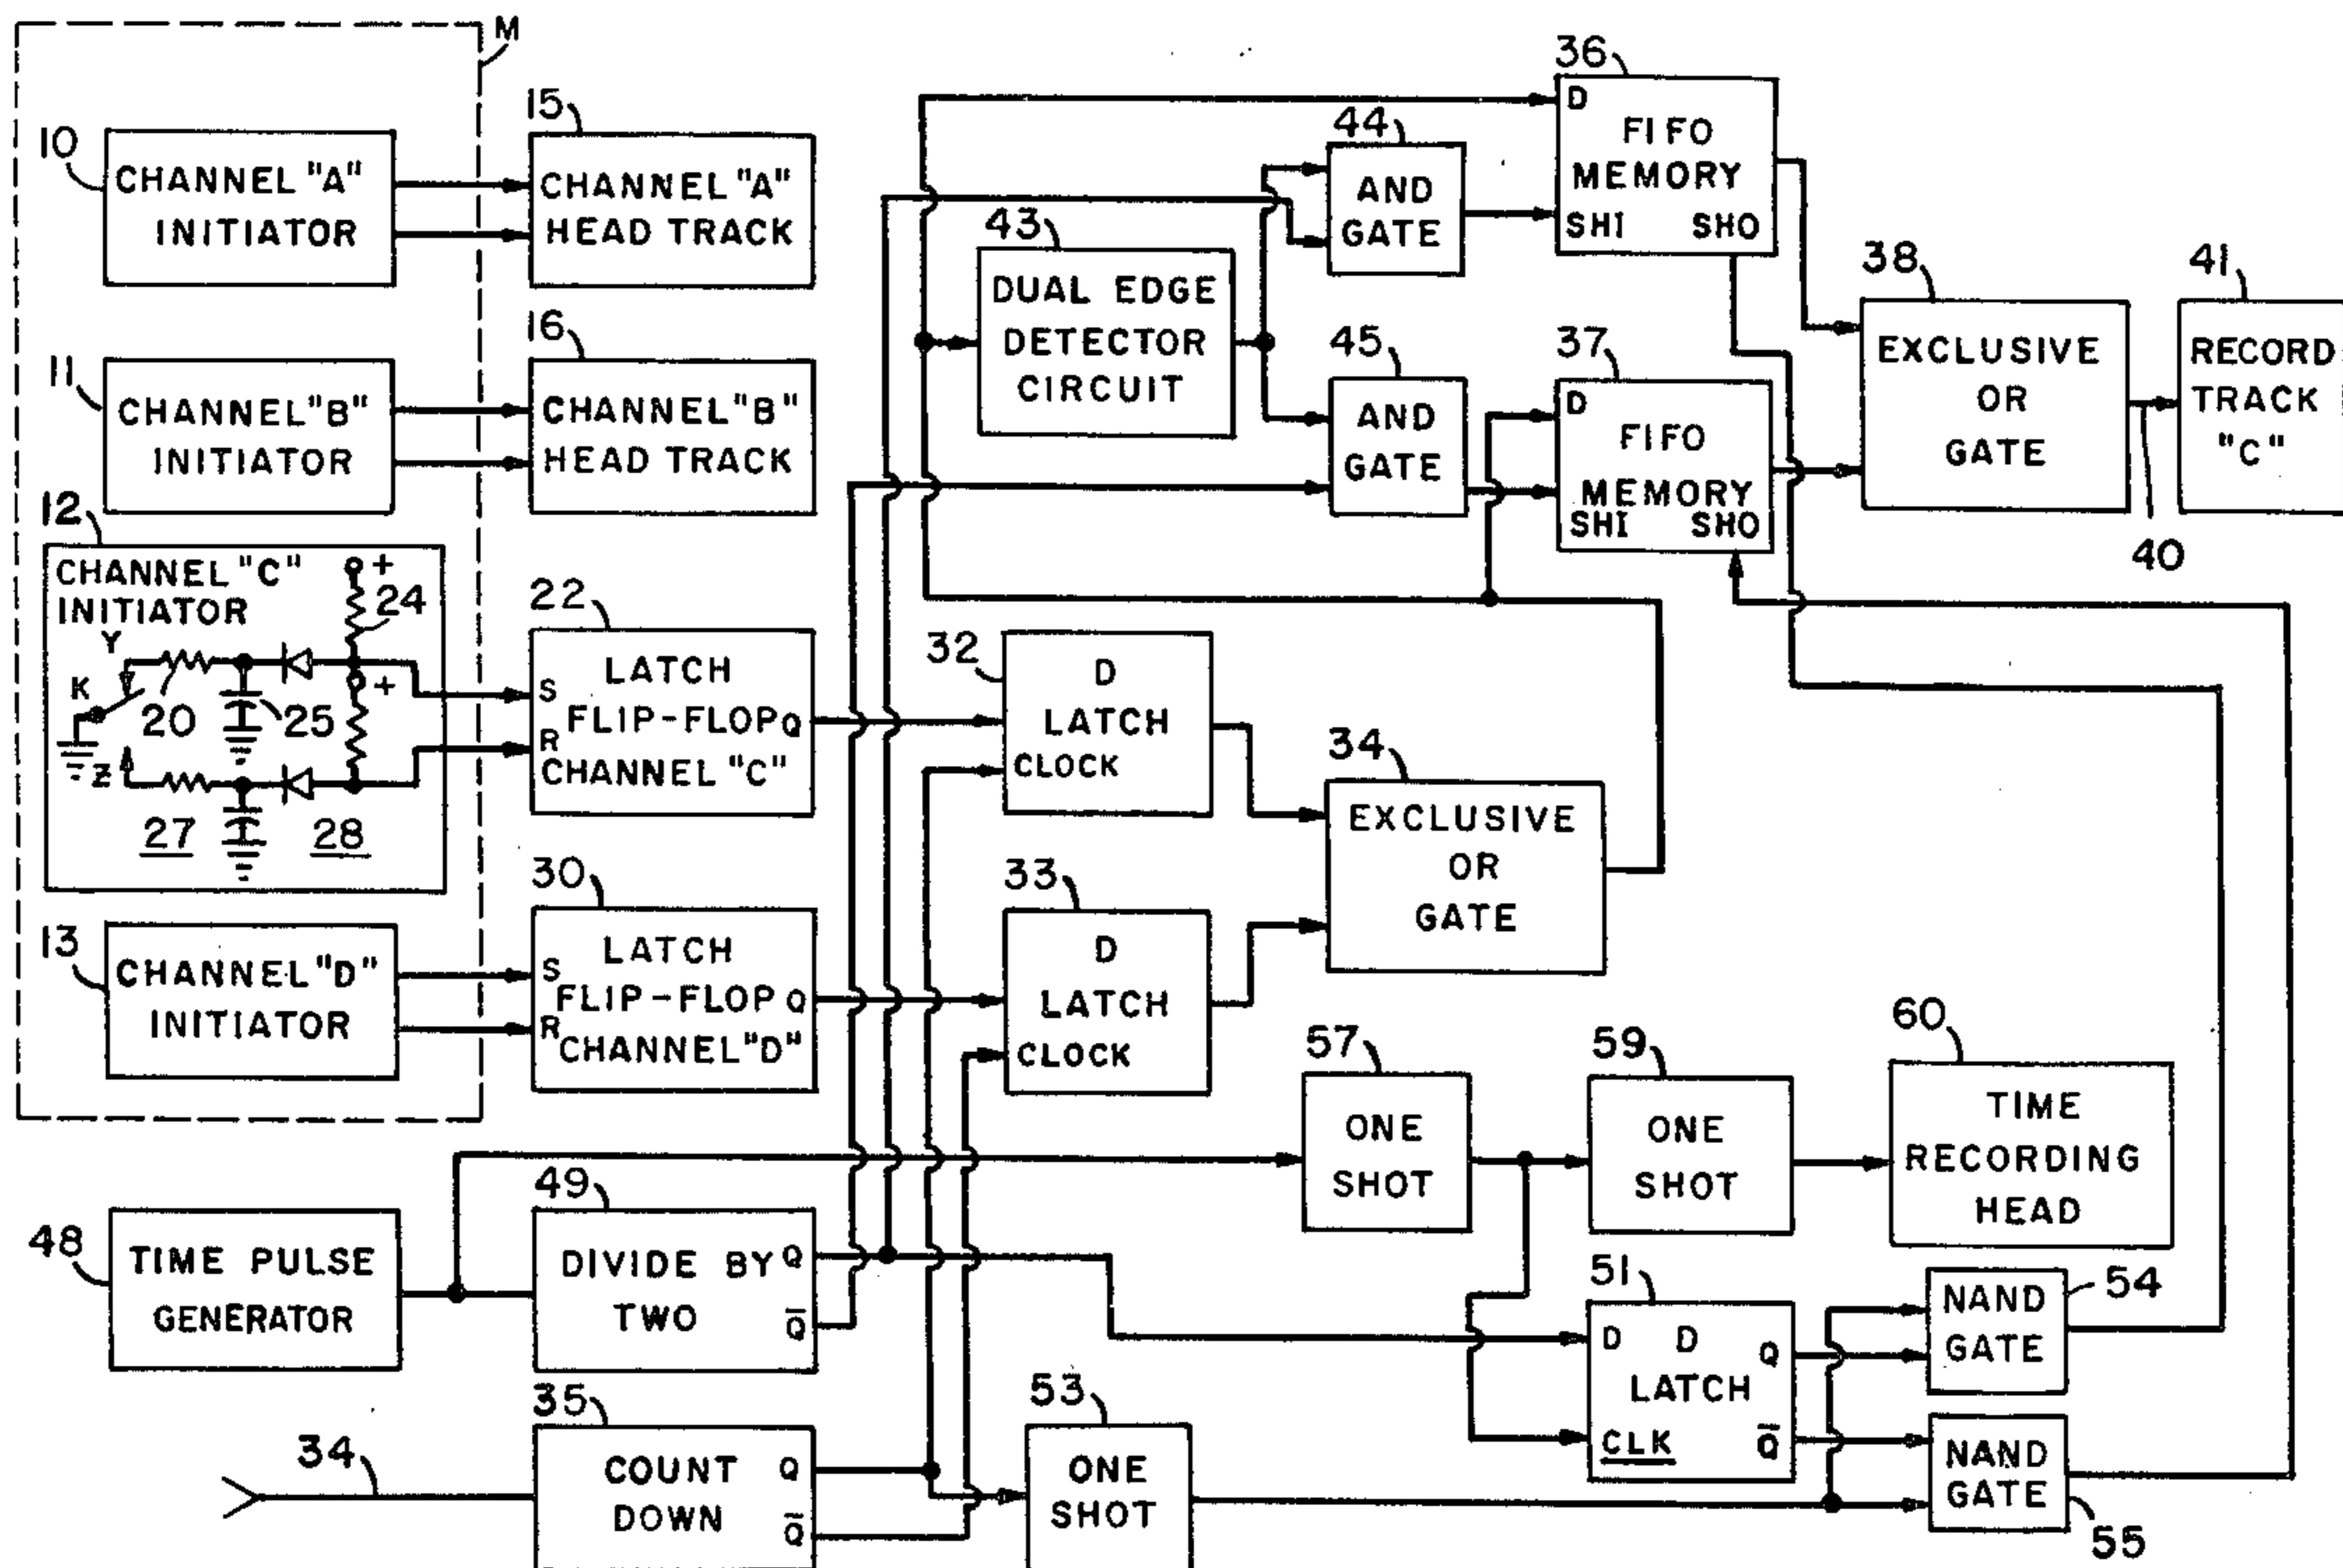 M
10
CHANNEL "A"
INITIATOR
15
CHANNEL "A"
HEAD TRACK
11
CHANNEL "B"
INITIATOR
16
CHANNEL "B"
HEAD TRACK
12
CHANNEL "C"
INITIATOR
+
24
Y
K
20
25
+
Z
27
28
22
S
LATCH
FLIP-FLOP Q
R
CHANNEL "C"
13
CHANNEL "D"
INITIATOR
30
S
LATCH
FLIP-FLOP Q
R
CHANNEL "D"
36
D
FIFO
MEMORY
SHI SHO
44
AND
GATE
43
DUAL EDGE
DETECTOR
CIRCUIT
45
AND
GATE
37
D
FIFO
MEMORY
SHI SHO
38
EXCLUSIVE
OR
GATE
40
41
RECORD
TRACK
"C"
32
D
LATCH
CLOCK
33
D
LATCH
CLOCK
34
EXCLUSIVE
OR
GATE
57
ONE
SHOT
59
ONE
SHOT
60
TIME
RECORDING
HEAD
48
TIME PULSE
GENERATOR
49
DIVIDE BY Q
TWO
Q̅
51
D D Q
LATCH
CLK Q̅
54
NAND
GATE
55
NAND
GATE
34
35
COUNT Q
DOWN
Q̅
53
ONE
SHOT